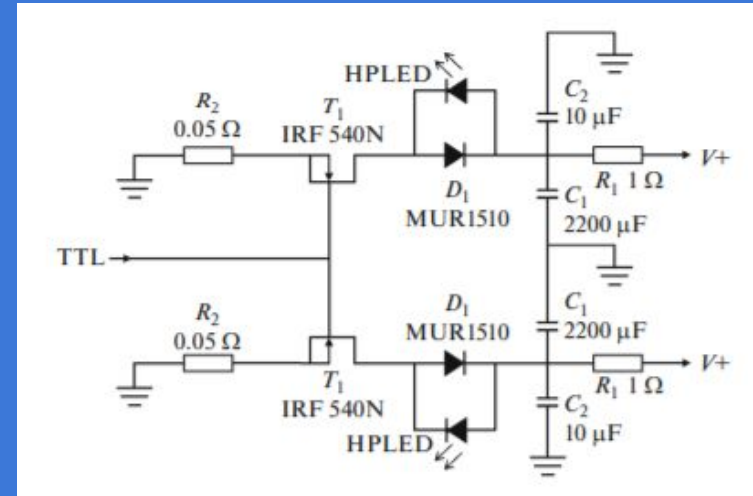 HPLED
C₂
10 µF
R₂
0.05 Ω
T₁
IRF 540N
V+
R₁ 1 Ω
D₁
MUR1510
C₁
2200 µF
TTL
R₂
0.05 Ω
D₁
MUR1510
C₁
2200 µF
V+
R₁ 1 Ω
T₁
IRF 540N
HPLED
C₂
10 µF